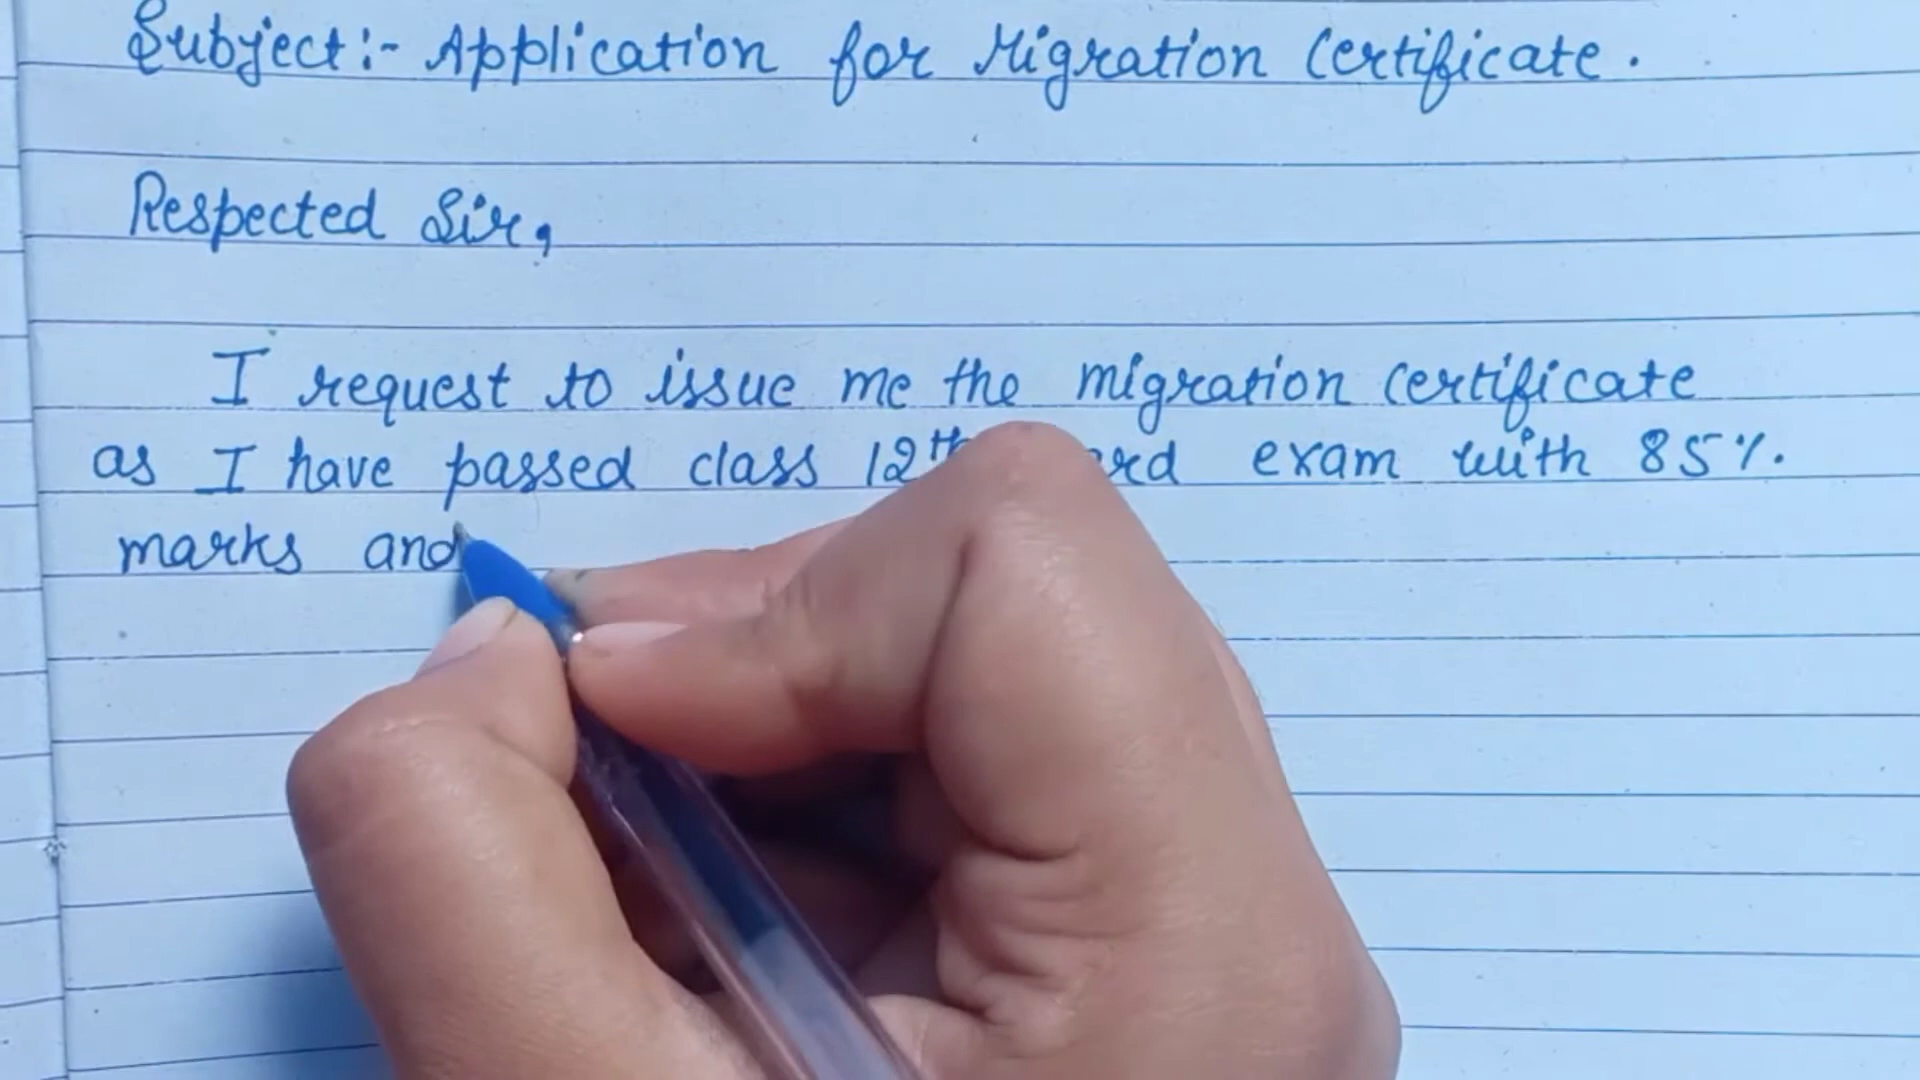 Subject:- Application for Migration Certificate.
Respected Sir,
I request to issue me the migration certificate
as I have passed class 12th exam with 85%.
marks and